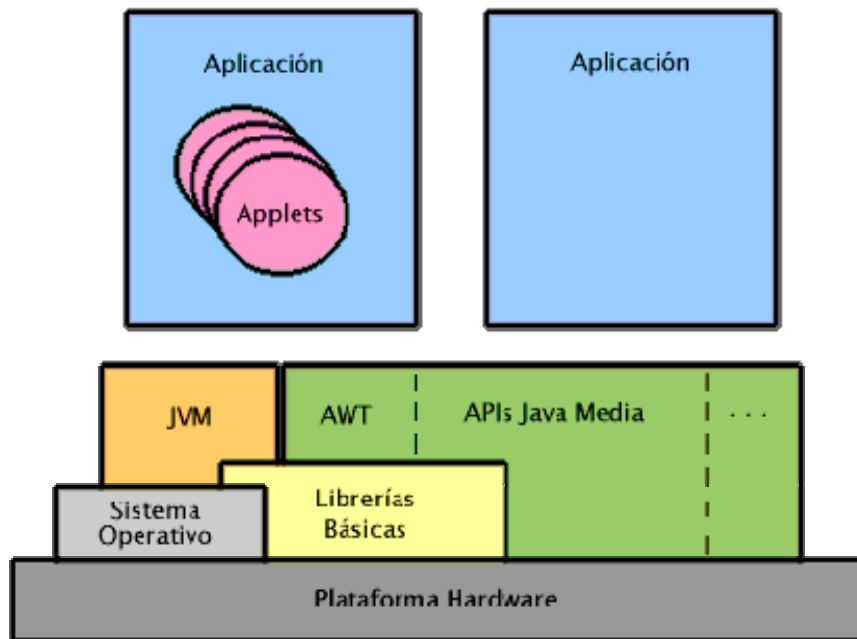 Aplicación
Aplicación
Applets
JVM
AWT
APIs Java Media
. . .
Sistema
Operativo
Librerías
Básicas
Plataforma Hardware